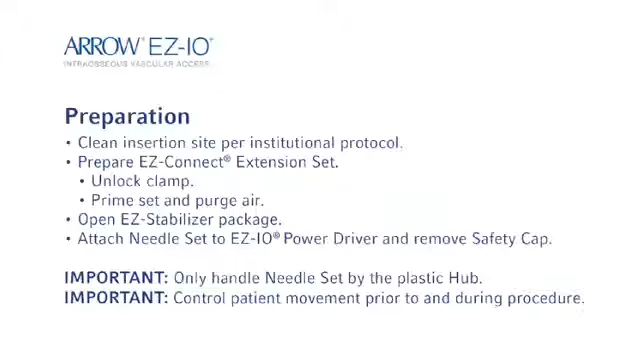 ARROW® EZ-IO®
INTRAOSSEOUS VASCULAR ACCESS
Preparation
• Clean insertion site per institutional protocol.
• Prepare EZ-Connect® Extension Set.
• Unlock clamp.
• Prime set and purge air.
• Open EZ-Stabilizer package.
• Attach Needle Set to EZ-IO® Power Driver and remove Safety Cap.
IMPORTANT: Only handle Needle Set by the plastic Hub.
IMPORTANT: Control patient movement prior to and during procedure.